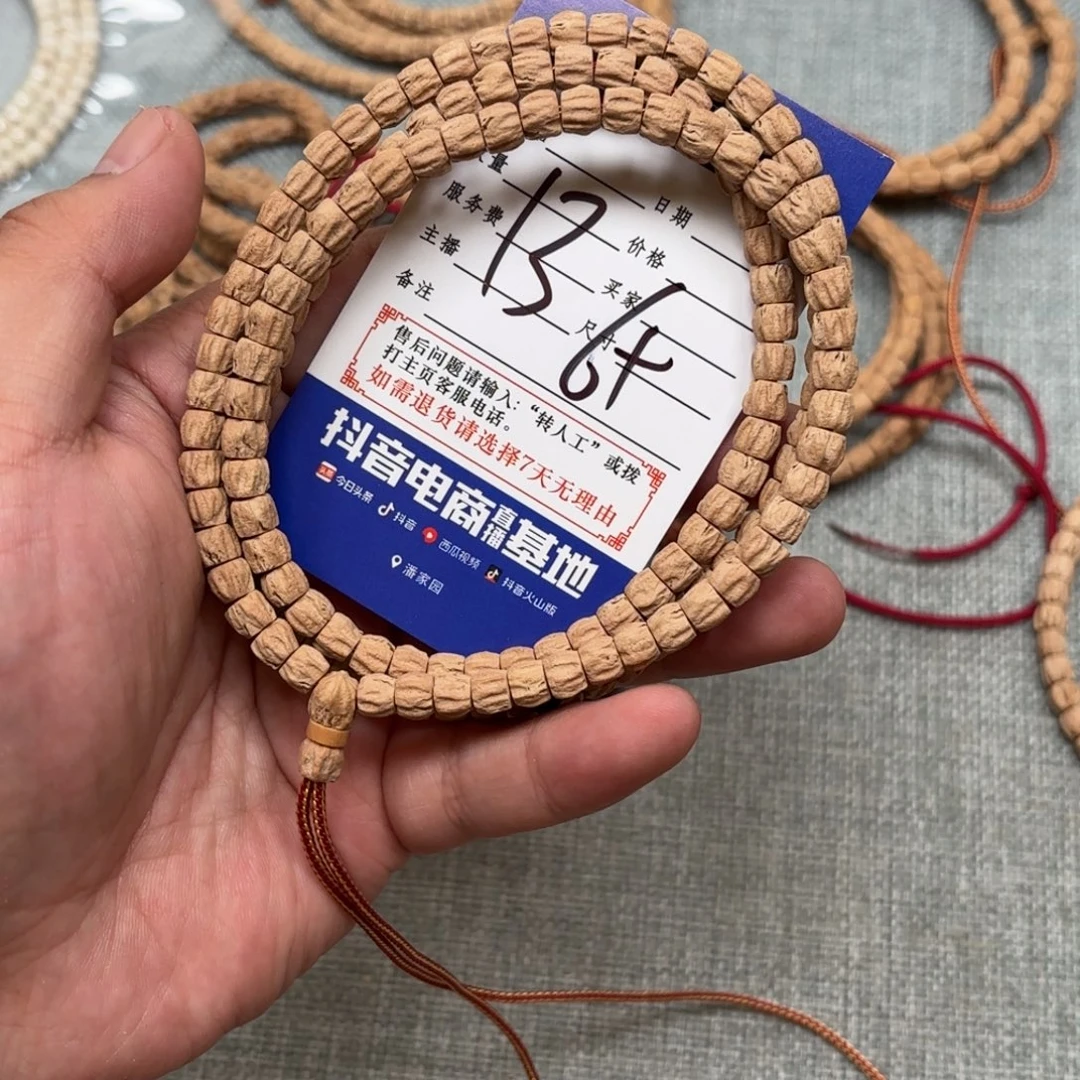 量
日期
服务费
价格
主播
买家
备注
尺寸
13
64
售后问题请输入:“转人工”或拨
打主页客服电话。
如需退货请选择7天无理由
抖音电商直播基地
今日头条 抖音 西瓜视频 抖音火山版
潘家园